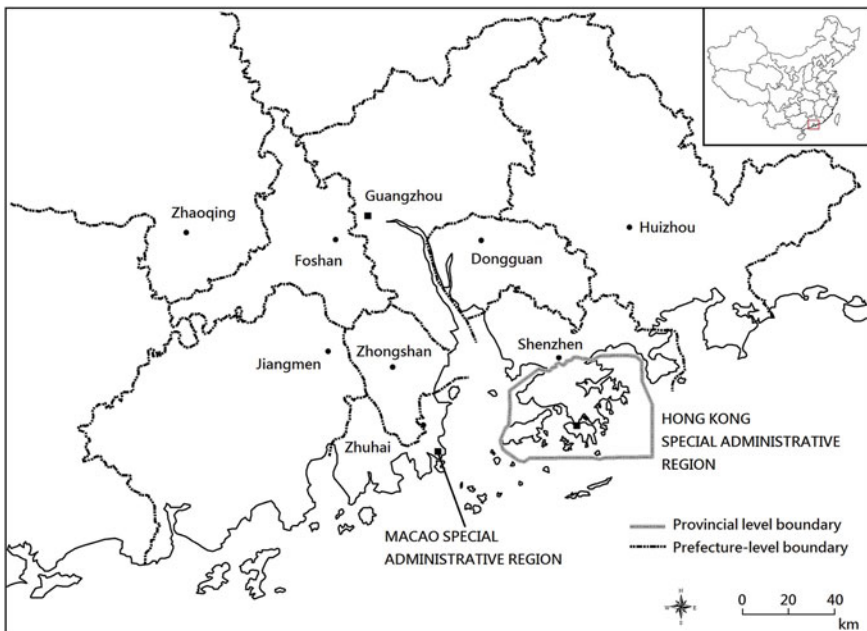 Guangzhou
Zhaoqing
Huizhou
Foshan
Dongguan
Shenzhen
Zhongshan
Jiangmen
HONG KONG
SPECIAL ADMINISTRATIVE
REGION
Zhuhai
MACAO SPECIAL
ADMINISTRATIVE REGION
Provincial level boundary
Prefecture-level boundary
N
W
E
S
0 20 40
km